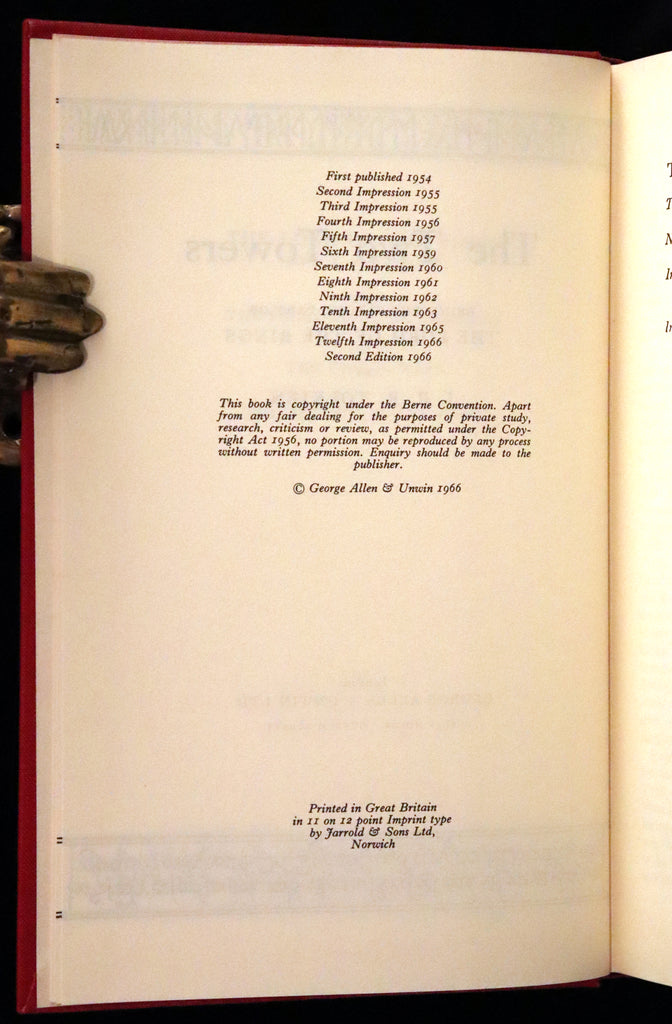 First published 1954
Second Impression 1955
Third Impression 1955
Fourth Impression 1956
Fifth Impression 1957
Sixth Impression 1959
Seventh Impression 1960
Eighth Impression 1961
Ninth Impression 1962
Tenth Impression 1963
Eleventh Impression 1965
Twelfth Impression 1966
Second Edition 1966
This book is copyright under the Berne Convention. Apart
from any fair dealing for the purposes of private study,
research, criticism or review, as permitted under the Copy-
right Act 1956, no portion may be reproduced by any process
without written permission. Enquiry should be made to the
publisher.
© George Allen & Unwin 1966
Printed in Great Britain
in 11 on 12 point Imprint type
by Jarrold & Sons Ltd,
Norwich